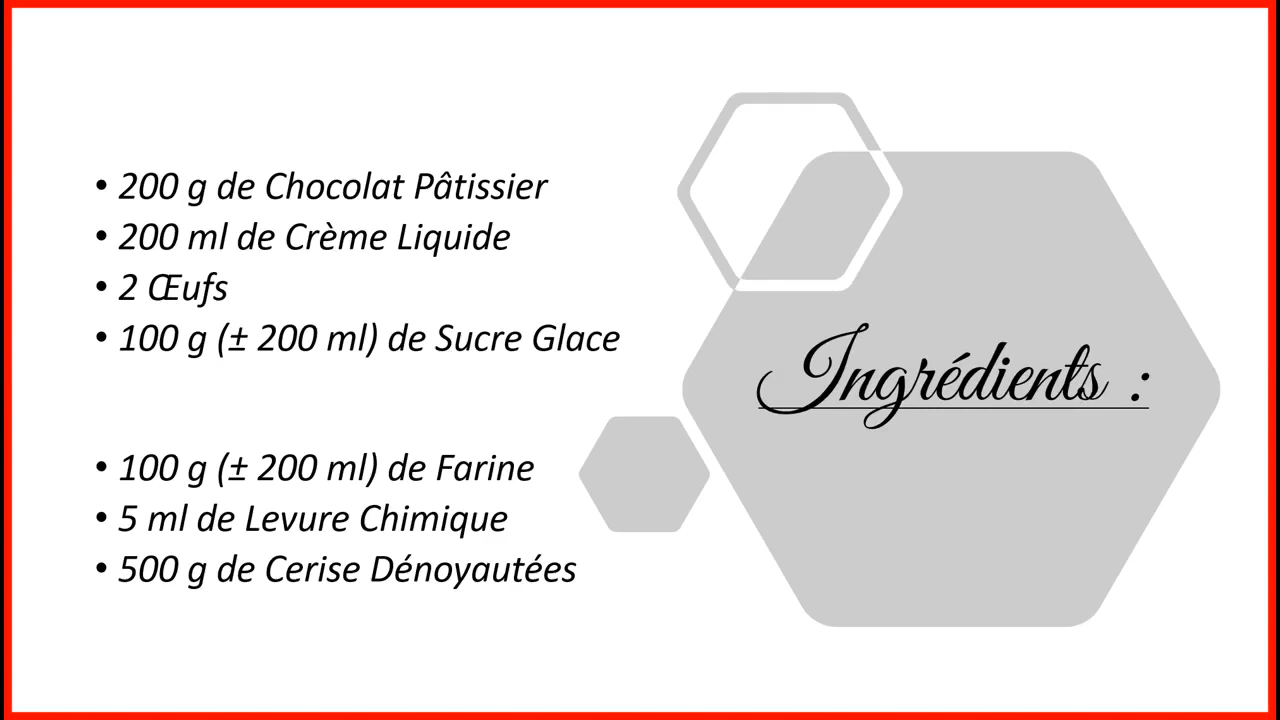 Ingrédients :
• 200 g de Chocolat Pâtissier
• 200 ml de Crème Liquide
• 2 Œufs
• 100 g (± 200 ml) de Sucre Glace
• 100 g (± 200 ml) de Farine
• 5 ml de Levure Chimique
• 500 g de Cerise Dénoyautées